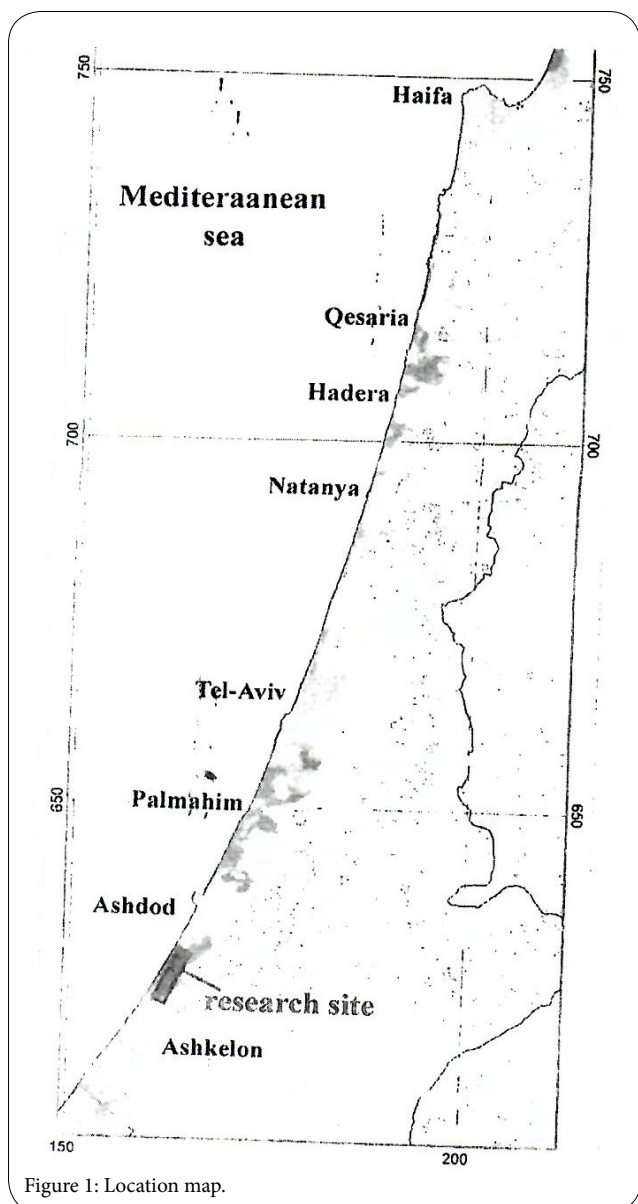 750
750
Haifa
Mediteraanean
sea
Qesaria
Hadera
700
700
Natanya
Tel-Aviv
650
Palmahim
650
Ashdod
research site
Ashkelon
150
200
Figure 1: Location map.